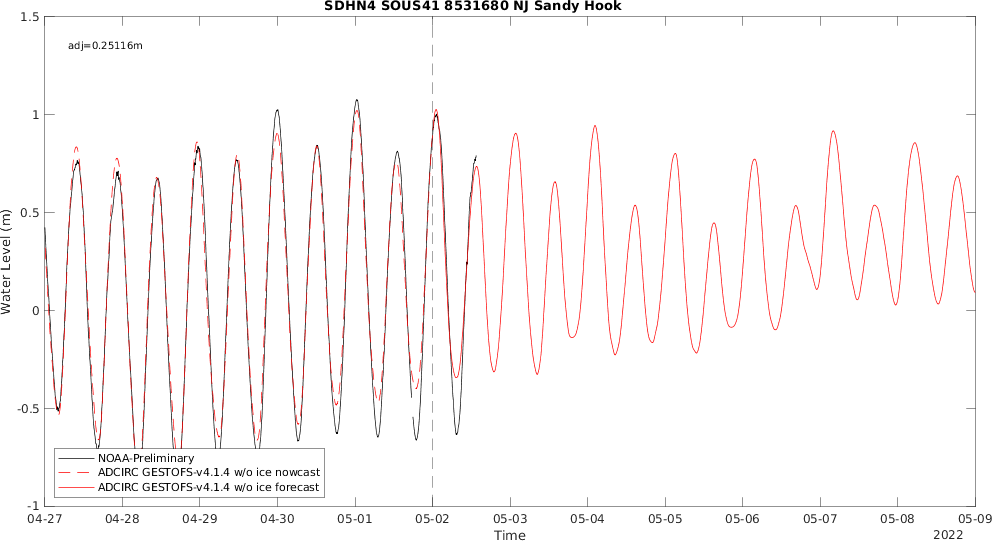 SDHN4 SOUS41 8531680 NJ Sandy Hook
adj=0.25116m
1.5
1
0.5
0
-0.5
-1
Water Level (m)
NOAA-Preliminary
ADCIRC GESTOFS-v4.1.4 w/o ice nowcast
ADCIRC GESTOFS-v4.1.4 w/o ice forecast
04-27 04-28 04-29 04-30 05-01 05-02 05-03 05-04 05-05 05-06 05-07 05-08 05-09
Time
2022